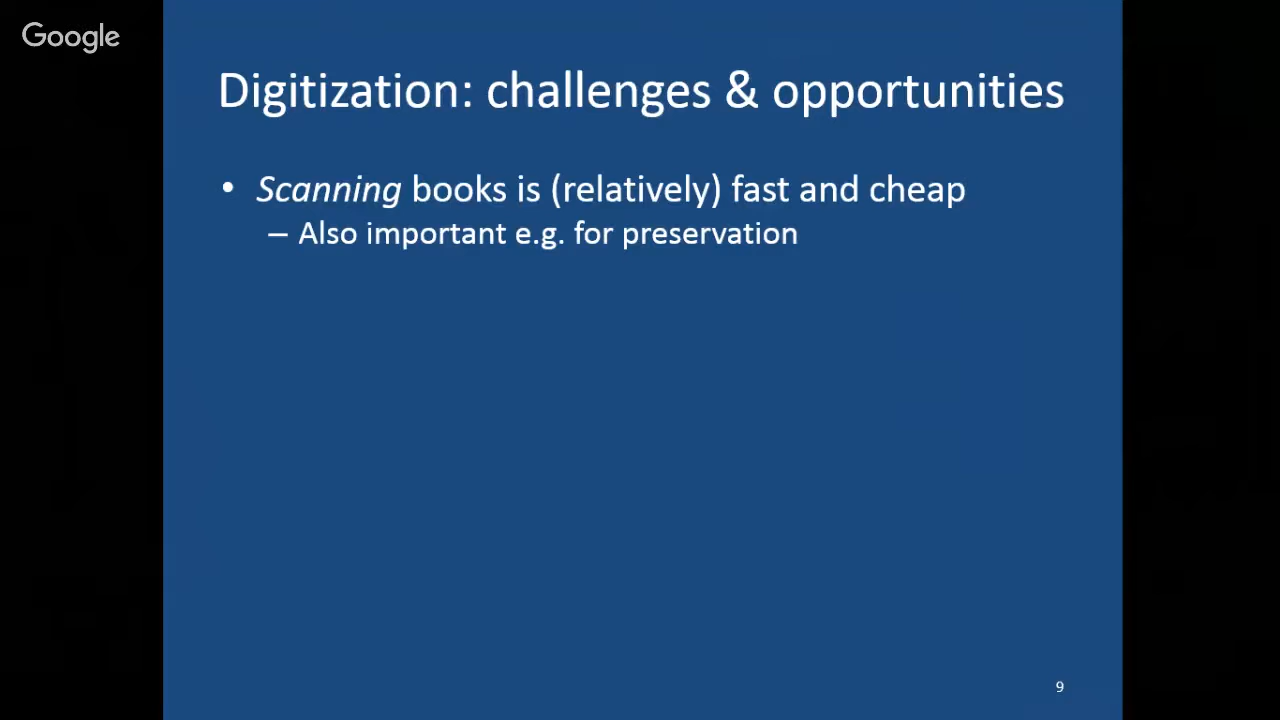 Google
Digitization: challenges & opportunities
• Scanning books is (relatively) fast and cheap
– Also important e.g. for preservation
9